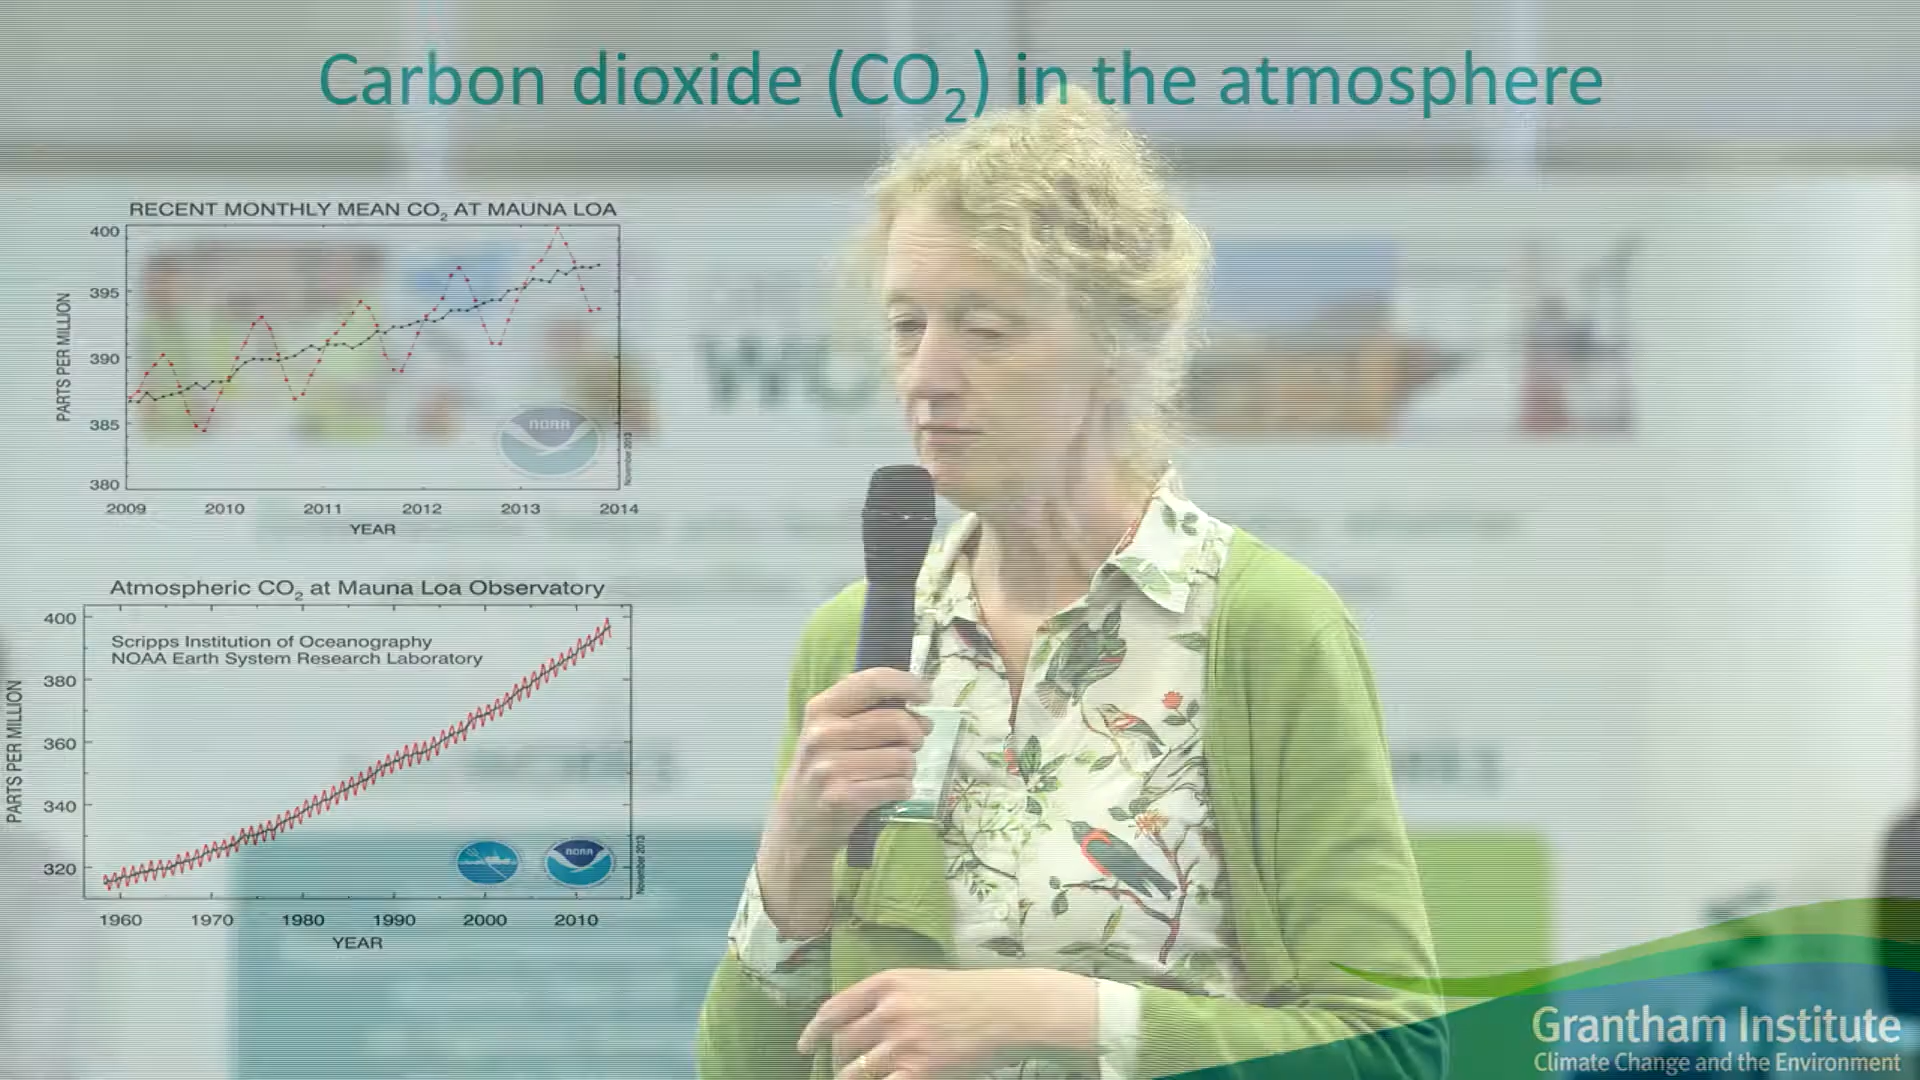 Carbon dioxide (CO2) in the atmosphere
RECENT MONTHLY MEAN CO2 AT MAUNA LOA
PARTS PER MILLION
400
395
390
385
380
2009 2010 2011 2012 2013 2014
YEAR
NOAA
November 2013
Atmospheric CO2 at Mauna Loa Observatory
Scripps Institution of Oceanography
NOAA Earth System Research Laboratory
PARTS PER MILLION
400
380
360
340
320
1960 1970 1980 1990 2000 2010
YEAR
NOAA
November 2013
Grantham Institute
Climate Change and the Environment